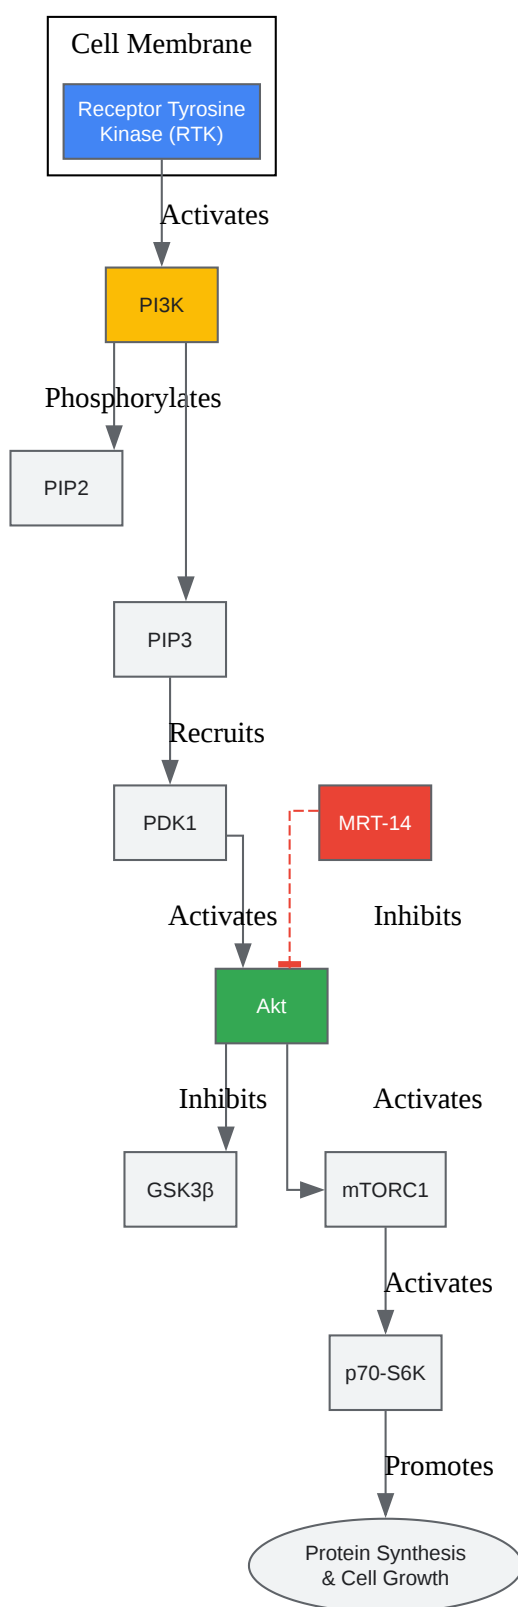 Cell Membrane
Receptor Tyrosine
Kinase (RTK)
Activates
PI3K
Phosphorylates
PIP2
PIP3
Recruits
PDK1
MRT-14
Activates
Inhibits
Akt
Inhibits
Activates
GSK3β
mTORC1
Activates
p70-S6K
Promotes
Protein Synthesis
& Cell Growth